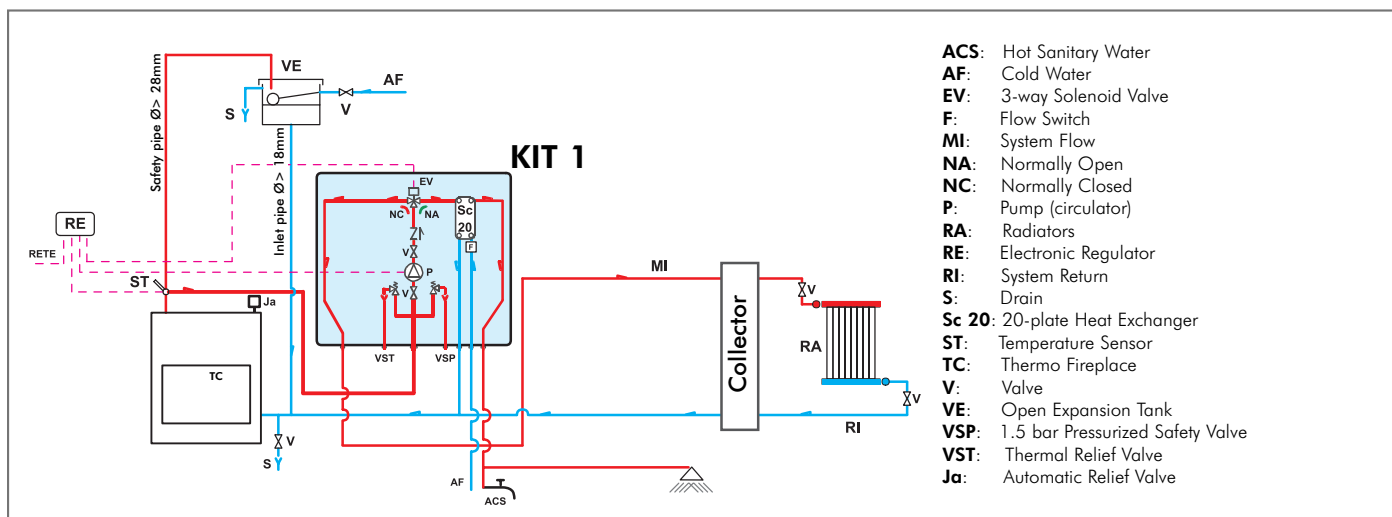 VE
AF
V
S
Safety pipe Ø> 28mm
Inlet pipe Ø> 18mm
KIT 1
EV
NC
NA
Sc
20
F
V
P
V
VST
VSP
RE
RETE
ST
Ja
TC
V
S
AF
ACS
MI
Collector
V
RA
V
RI
ACS: Hot Sanitary Water
AF: Cold Water
EV: 3-way Solenoid Valve
F: Flow Switch
MI: System Flow
NA: Normally Open
NC: Normally Closed
P: Pump (circulator)
RA: Radiators
RE: Electronic Regulator
RI: System Return
S: Drain
Sc 20: 20-plate Heat Exchanger
ST: Temperature Sensor
TC: Thermo Fireplace
V: Valve
VE: Open Expansion Tank
VSP: 1.5 bar Pressurized Safety Valve
VST: Thermal Relief Valve
Ja: Automatic Relief Valve